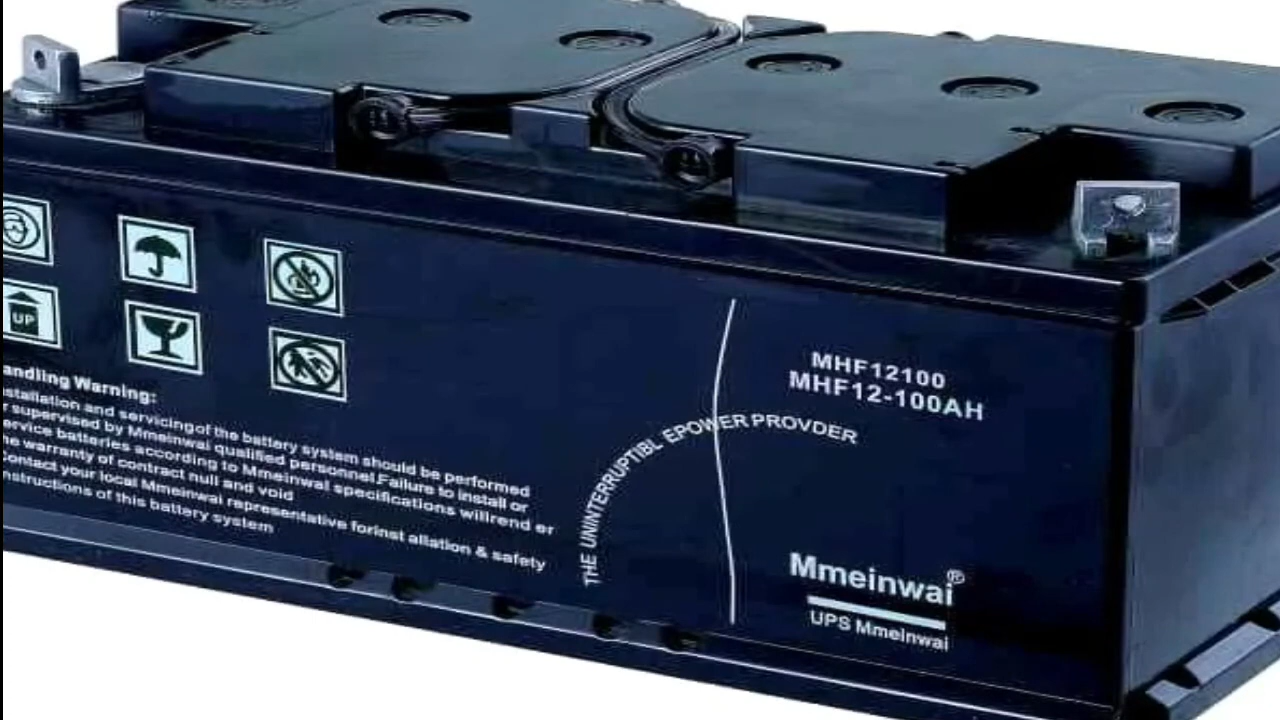 UP
andling Warning:
stallation and servicingof the battery system should be performed
r supervised by Mmeinwai qualified personnel.Failure to install or
ervice batteries according to Mmeinwai specifications willrend er
he warranty of contract null and void
Contact your local Mmeinwai representative forinst allation & safety
nstructions of this battery system
THE UNINTERRUPTIBL EPOWER PROVDER
MHF12100
MHF12-100AH
Mmeinwai®
UPS Mmeinwai